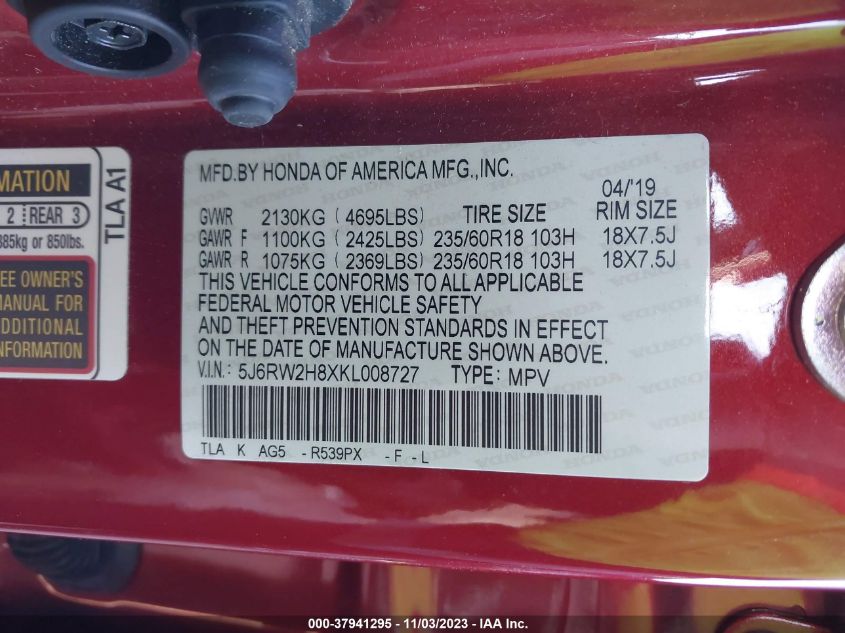 MFD.BY HONDA OF AMERICA MFG.,INC.
04/'19
GVWR 2130KG ( 4695LBS) TIRE SIZE RIM SIZE
GAWR F 1100KG ( 2425LBS) 235/60R18 103H 18X7.5J
GAWR R 1075KG ( 2369LBS) 235/60R18 103H 18X7.5J
THIS VEHICLE CONFORMS TO ALL APPLICABLE
FEDERAL MOTOR VEHICLE SAFETY
AND THEFT PREVENTION STANDARDS IN EFFECT
ON THE DATE OF MANUFACTURE SHOWN ABOVE.
V.I.N.: 5J6RW2H8XKL008727 TYPE: MPV
TLA K AG5 - R539PX - F - L
MATION
2 REAR 3
385kg or 850lbs.
EE OWNER'S
MANUAL FOR
ADDITIONAL
NFORMATION
TLA A1
000-37941295 - 11/03/2023 - IAA Inc.